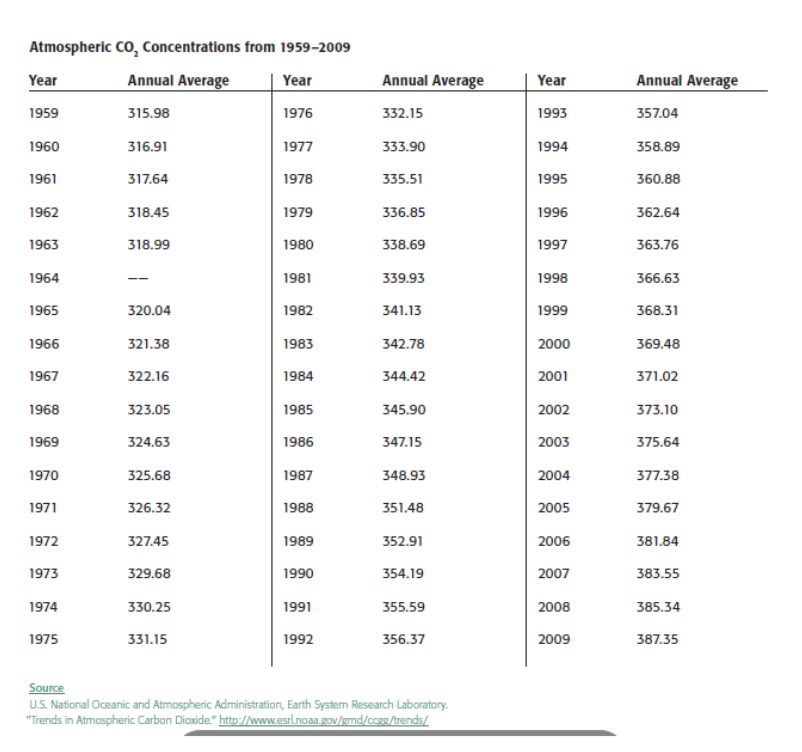 Atmospheric CO₂ Concentrations from 1959–2009
Year Annual Average Year Annual Average Year Annual Average
1959 315.98 1976 332.15 1993 357.04
1960 316.91 1977 333.90 1994 358.89
1961 317.64 1978 335.51 1995 360.88
1962 318.45 1979 336.85 1996 362.64
1963 318.99 1980 338.69 1997 363.76
1964 —— 1981 339.93 1998 366.63
1965 320.04 1982 341.13 1999 368.31
1966 321.38 1983 342.78 2000 369.48
1967 322.16 1984 344.42 2001 371.02
1968 323.05 1985 345.90 2002 373.10
1969 324.63 1986 347.15 2003 375.64
1970 325.68 1987 348.93 2004 377.38
1971 326.32 1988 351.48 2005 379.67
1972 327.45 1989 352.91 2006 381.84
1973 329.68 1990 354.19 2007 383.55
1974 330.25 1991 355.59 2008 385.34
1975 331.15 1992 356.37 2009 387.35
Source
U.S. National Oceanic and Atmospheric Administration, Earth System Research Laboratory.
"Trends in Atmospheric Carbon Dioxide." http://www.esrl.noaa.gov/gmd/ccgg/trends/